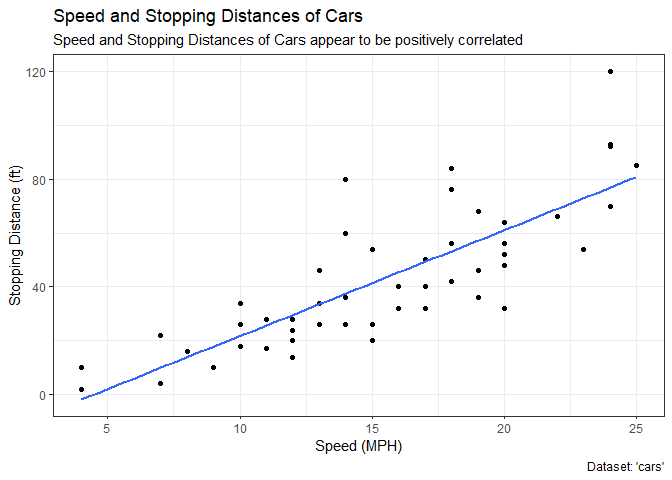 Speed and Stopping Distances of Cars
Speed and Stopping Distances of Cars appear to be positively correlated
120
80
40
0
Stopping Distance (ft)
5 10 15 20 25
Speed (MPH)
Dataset: 'cars'